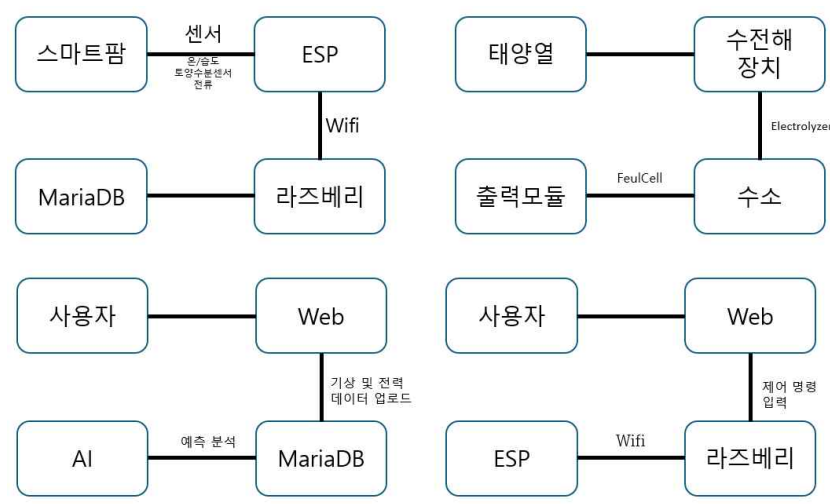 스마트팜
센서
온/습도
토양수분센서
전류
ESP
Wifi
MariaDB
라즈베리
태양열
수전해
장치
Electrolyzer
출력모듈
FeulCell
수소
사용자
Web
기상 및 전력
데이터 업로드
AI
예측 분석
MariaDB
사용자
Web
제어 명령
입력
ESP
Wifi
라즈베리